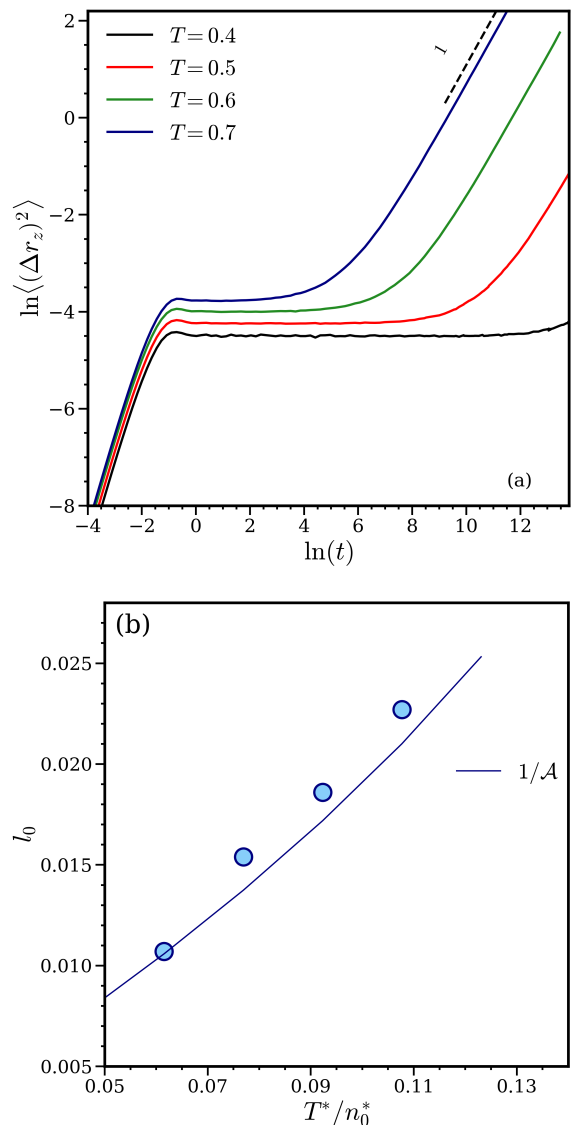 T = 0.4
T = 0.5
T = 0.6
T = 0.7
1
2
0
−2
−4
−6
−8
ln⟨(Δr_z)^2⟩
−4 −2 0 2 4 6 8 10 12
ln(t)
(a)
(b)
0.025
0.020
0.015
0.010
0.005
l_0
1/𝒜
0.05 0.07 0.09 0.11 0.13
T^*/n_0^*